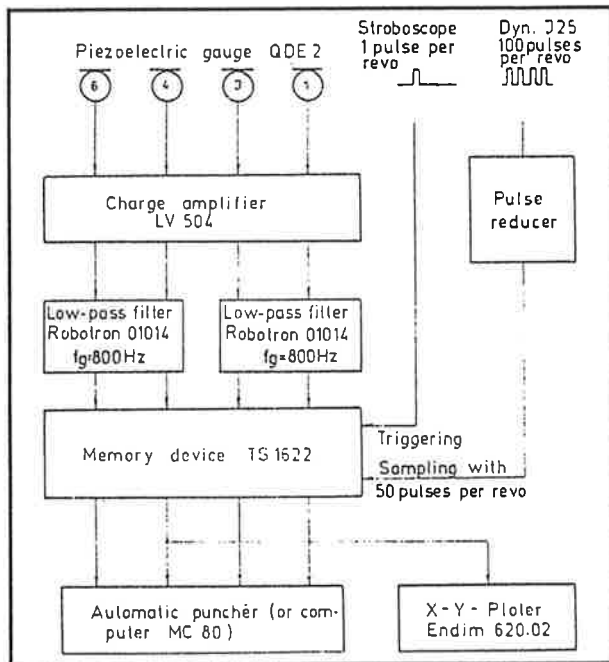 Piezoelectric gauge QDE 2
6 4 3 1
Stroboscope
1 pulse per
revo
Dyn. J25
100 pulses
per revo
Charge amplifier
LV 504
Pulse
reducer
Low-pass filter
Robotron 01014
fg=800Hz
Low-pass filter
Robotron 01014
fg=800Hz
Memory device TS 1622
Triggering
Sampling with
50 pulses per revo
Automatic puncher (or com-
puter MC 80)
X-Y-Ploter
Endim 620.02